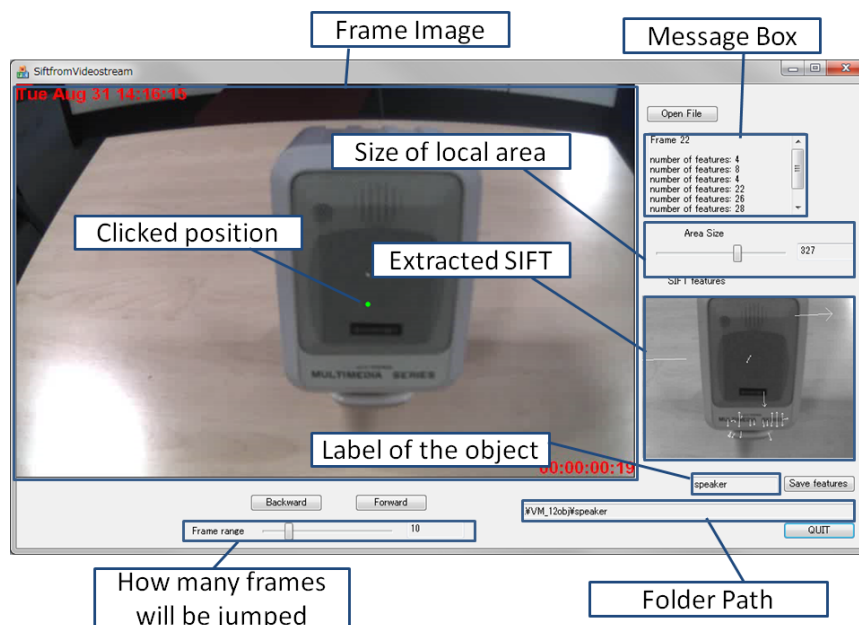 Frame Image
Message Box
SiftfromVideostream
Tue Aug 31 14:16:15
Open File
Frame 22
number of features: 4
number of features: 8
number of features: 4
number of features: 22
number of features: 26
number of features: 28
Size of local area
Clicked position
Area Size
327
Extracted SIFT
SIFT features
MULTIMEDIA SERIES
Label of the object
00:00:00:19
speaker
Save features
Backward
Forward
¥VM_12obj¥speaker
Frame range
10
QUIT
How many frames
will be jumped
Folder Path